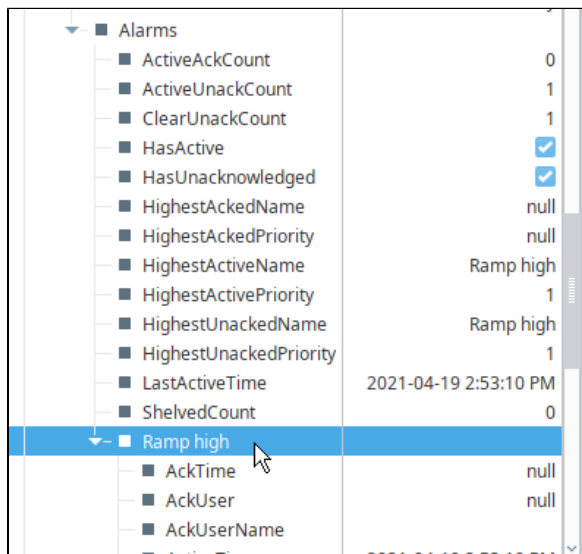 Alarms
ActiveAckCount 0
ActiveUnackCount 1
ClearUnackCount 1
HasActive
HasUnacknowledged
HighestAckedName null
HighestAckedPriority null
HighestActiveName Ramp high
HighestActivePriority 1
HighestUnackedName Ramp high
HighestUnackedPriority 1
LastActiveTime 2021-04-19 2:53:10 PM
ShelvedCount 0
Ramp high
AckTime null
AckUser null
AckUserName